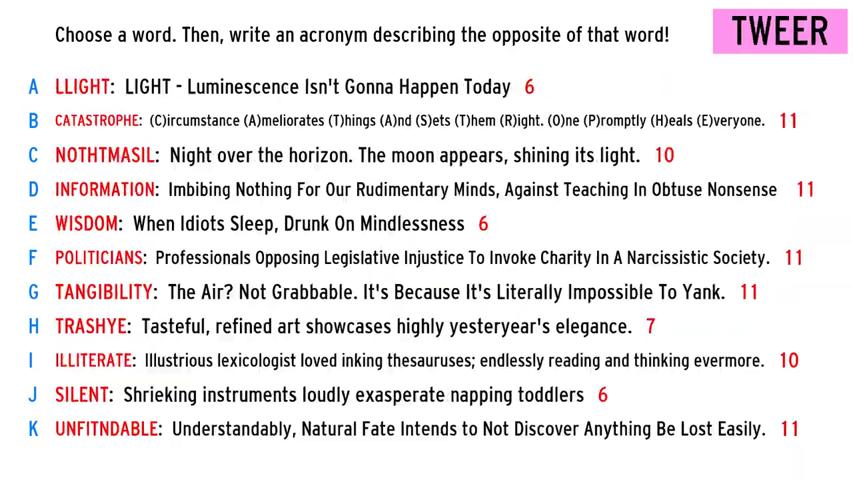 Choose a word. Then, write an acronym describing the opposite of that word!
TWEER
A LLIGHT: LIGHT - Luminescence Isn't Gonna Happen Today 6
B CATASTROPHE: (C)ircumstance (A)meliorates (T)hings (A)nd (S)ets (T)hem (R)ight. (O)ne (P)romptly (H)eals (E)veryone. 11
C NOTHTMASIL: Night over the horizon. The moon appears, shining its light. 10
D INFORMATION: Imbibing Nothing For Our Rudimentary Minds, Against Teaching In Obtuse Nonsense 11
E WISDOM: When Idiots Sleep, Drunk On Mindlessness 6
F POLITICIANS: Professionals Opposing Legislative Injustice To Invoke Charity In A Narcissistic Society. 11
G TANGIBILITY: The Air? Not Grabbable. It's Because It's Literally Impossible To Yank. 11
H TRASHYE: Tasteful, refined art showcases highly yesteryear's elegance. 7
I ILLITERATE: Illustrious lexicologist loved inking thesauruses; endlessly reading and thinking evermore. 10
J SILENT: Shrieking instruments loudly exasperate napping toddlers 6
K UNFITNDABLE: Understandably, Natural Fate Intends to Not Discover Anything Be Lost Easily. 11